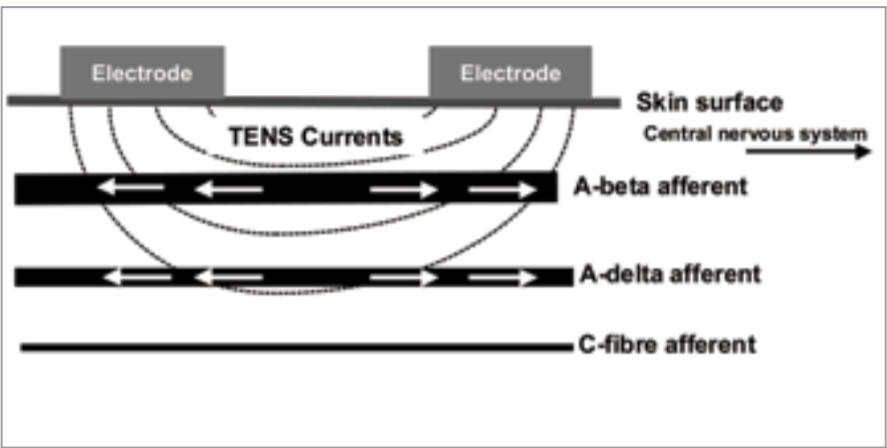 Electrode
Electrode
Skin surface
TENS Currents
Central nervous system
A-beta afferent
A-delta afferent
C-fibre afferent